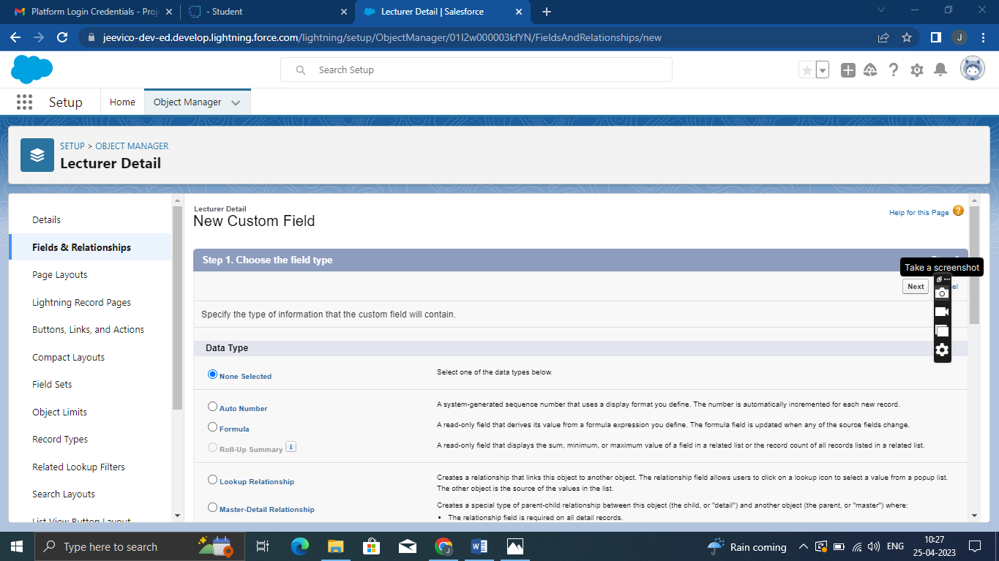 Platform Login Credentials - Proj
- Student
Lecturer Detail | Salesforce
jeevico-dev-ed.develop.lightning.force.com/lightning/setup/ObjectManager/01I2w000003kfYN/FieldsAndRelationships/new
J
Search Setup
Setup
Home
Object Manager
SETUP > OBJECT MANAGER
Lecturer Detail
Details
Fields & Relationships
Page Layouts
Lightning Record Pages
Buttons, Links, and Actions
Compact Layouts
Field Sets
Object Limits
Record Types
Related Lookup Filters
Search Layouts
List View Button Layout
Lecturer Detail
New Custom Field
Help for this Page ?
Step 1. Choose the field type
Take a screenshot
Next
Specify the type of information that the custom field will contain.
Data Type
None Selected
Select one of the data types below.
Auto Number
A system-generated sequence number that uses a display format you define. The number is automatically incremented for each new record.
Formula
A read-only field that derives its value from a formula expression you define. The formula field is updated when any of the source fields change.
Roll-Up Summary i
A read-only field that displays the sum, minimum, or maximum value of a field in a related list or the record count of all records listed in a related list.
Lookup Relationship
Creates a relationship that links this object to another object. The relationship field allows users to click on a lookup icon to select a value from a popup list.
The other object is the source of the values in the list.
Master-Detail Relationship
Creates a special type of parent-child relationship between this object (the child, or "detail") and another object (the parent, or "master") where:
• The relationship field is required on all detail records.
Type here to search
Rain coming
ENG
10:27
25-04-2023